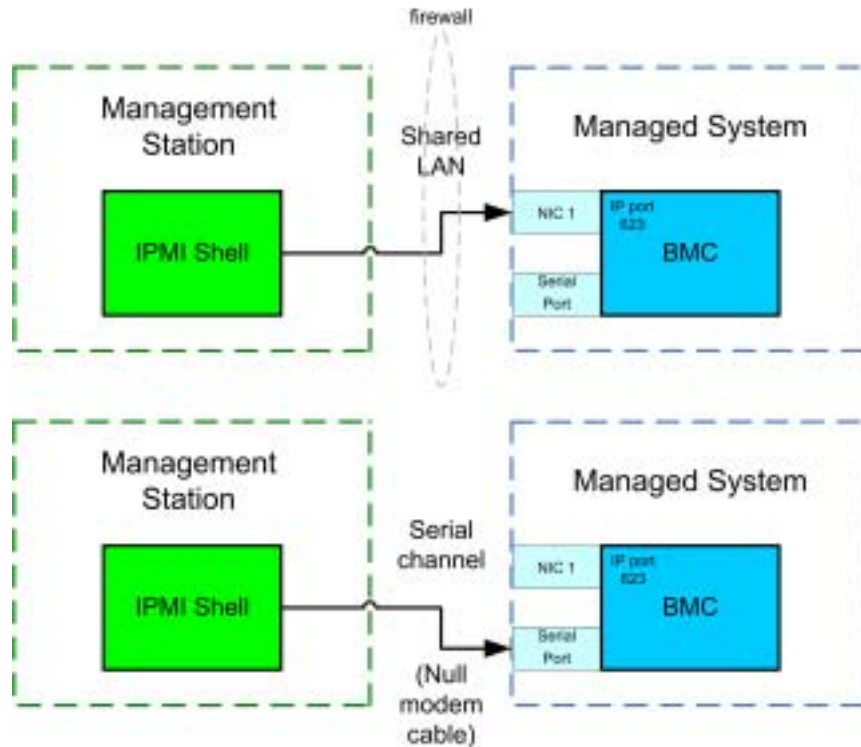 firewall
Management
Station
Shared
LAN
Managed System
IPMI Shell
NIC 1
IP port
623
BMC
Serial
Port
Management
Station
Serial
channel
Managed System
IPMI Shell
NIC 1
IP port
623
BMC
Serial
Port
(Null
modem
cable)